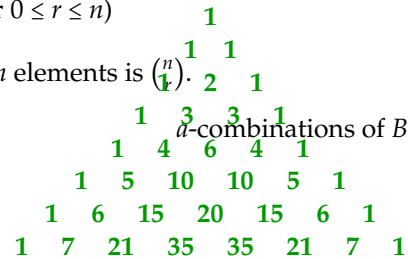 r 0 ≤ r ≤ n)
1
1 1
n elements is (n r).
1 2 1
1 3 3 1
a-combinations of B
1 4 6 4 1
1 5 10 10 5 1
1 6 15 20 15 6 1
1 7 21 35 35 21 7 1